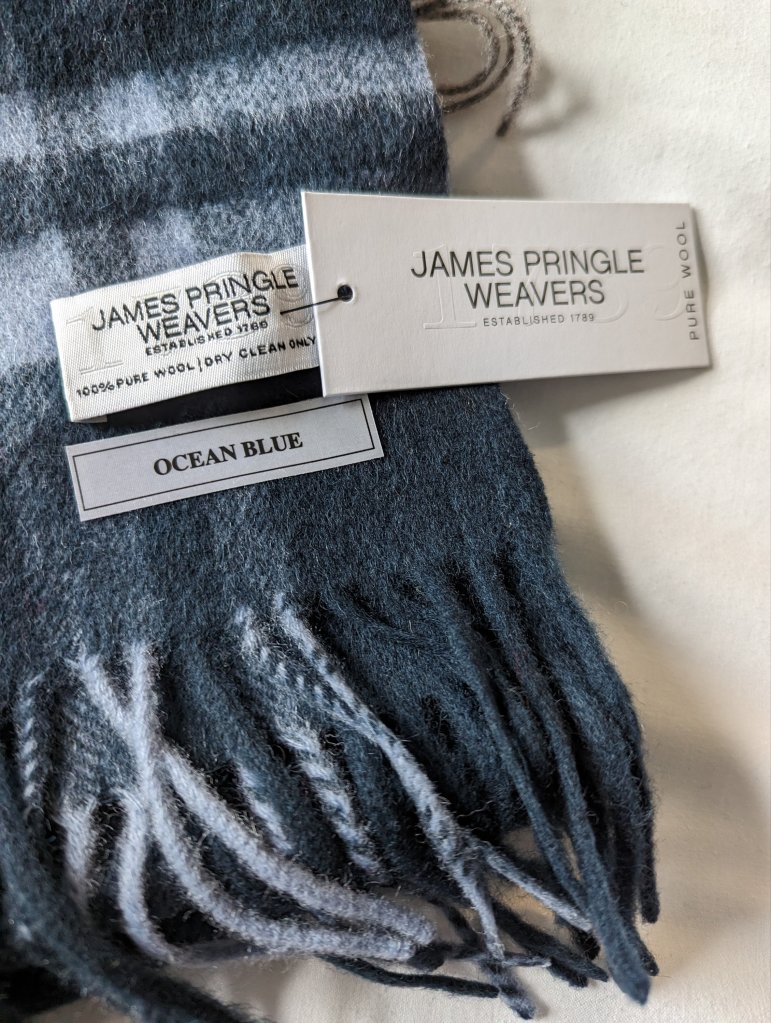 JAMES PRINGLE
WEAVERS
ESTABLISHED 1789
PURE WOOL
1789
JAMES PRINGLE
WEAVERS
ESTABLISHED 1788
100% PURE WOOL | DRY CLEAN ONLY
OCEAN BLUE